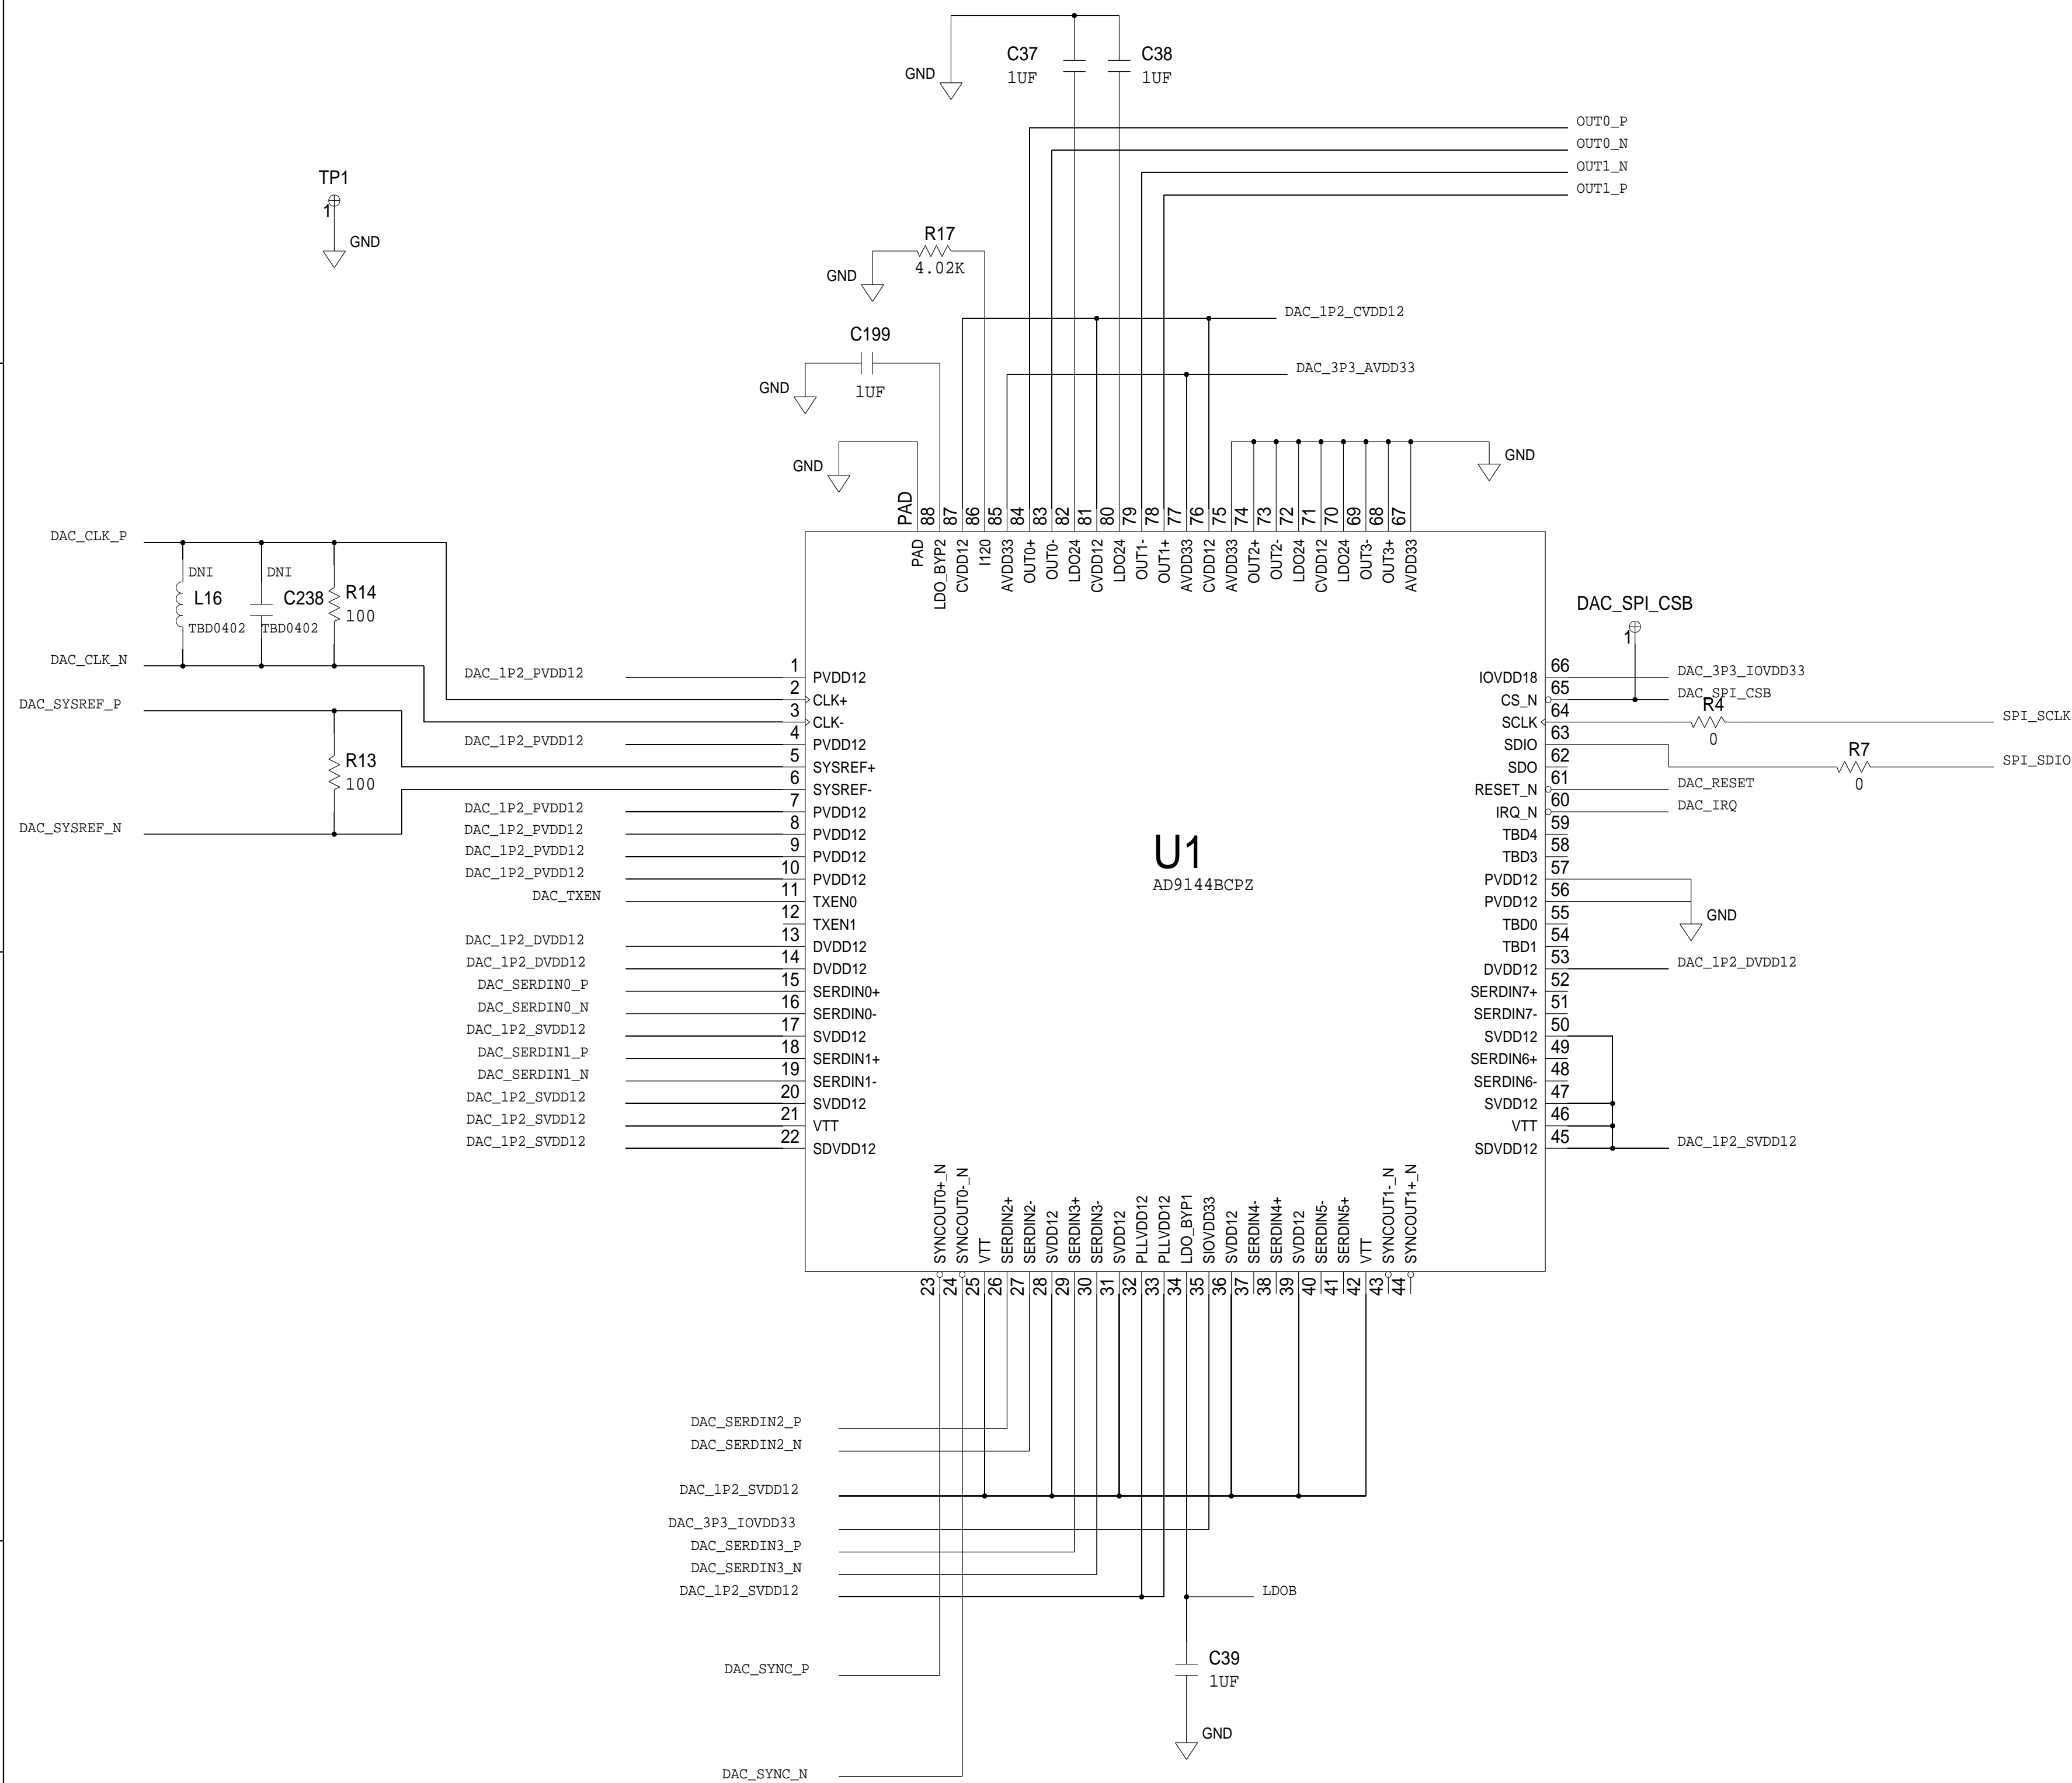 C37
1UF
C38
1UF
GND
OUT0_P
OUT0_N
OUT1_N
OUT1_P
TP1
1
GND
R17
4.02K
GND
DAC_1P2_CVDD12
C199
1UF
GND
DAC_3P3_AVDD33
GND
GND
PAD
88
87
86
85
84
83
82
81
80
79
78
77
76
75
74
73
72
71
70
69
68
67
PAD
LDO_BYP2
CVDD12
I120
AVDD33
OUT0+
OUT0-
LDO24
CVDD12
LDO24
OUT1-
OUT1+
AVDD33
CVDD12
AVDD33
OUT2+
OUT2-
LDO24
CVDD12
LDO24
OUT3-
OUT3+
AVDD33
DAC_CLK_P
DNI
L16
TBD0402
DNI
C238
TBD0402
R14
100
DAC_CLK_N
DAC_SYSREF_P
R13
100
DAC_SYSREF_N
DAC_1P2_PVDD12 1 PVDD12
2 CLK+
3 CLK-
DAC_1P2_PVDD12 4 PVDD12
5 SYSREF+
6 SYSREF-
DAC_1P2_PVDD12 7 PVDD12
DAC_1P2_PVDD12 8 PVDD12
DAC_1P2_PVDD12 9 PVDD12
DAC_1P2_PVDD12 10 PVDD12
DAC_TXEN 11 TXEN0
12 TXEN1
DAC_1P2_DVDD12 13 DVDD12
DAC_1P2_DVDD12 14 DVDD12
DAC_SERDIN0_P 15 SERDIN0+
DAC_SERDIN0_N 16 SERDIN0-
DAC_1P2_SVDD12 17 SVDD12
DAC_SERDIN1_P 18 SERDIN1+
DAC_SERDIN1_N 19 SERDIN1-
DAC_1P2_SVDD12 20 SVDD12
DAC_1P2_SVDD12 21 VTT
DAC_1P2_SVDD12 22 SDVDD12
U1
AD9144BCPZ
DAC_SPI_CSB
1
IOVDD18 66 DAC_3P3_IOVDD33
CS_N 65 DAC_SPI_CSB
SCLK 64 R4 0 SPI_SCLK
SDIO 63 R7 0 SPI_SDIO
SDO 62
RESET_N 61 DAC_RESET
IRQ_N 60 DAC_IRQ
TBD4 59
TBD3 58
PVDD12 57
PVDD12 56 GND
TBD0 55
TBD1 54
DVDD12 53 DAC_1P2_DVDD12
SERDIN7+ 52
SERDIN7- 51
SVDD12 50
SERDIN6+ 49
SERDIN6- 48
SVDD12 47
VTT 46
SDVDD12 45 DAC_1P2_SVDD12
SYNCOUT0+_N
SYNCOUT0-_N
VTT
SERDIN2+
SERDIN2-
SVDD12
SERDIN3+
SERDIN3-
SVDD12
PLLVDD12
PLLVDD12
LDO_BYP1
SIOVDD33
SVDD12
SERDIN4-
SERDIN4+
SVDD12
SERDIN5-
SERDIN5+
VTT
SYNCOUT1-_N
SYNCOUT1+_N
23
24
25
26
27
28
29
30
31
32
33
34
35
36
37
38
39
40
41
42
43
44
DAC_SERDIN2_P
DAC_SERDIN2_N
DAC_1P2_SVDD12
DAC_3P3_IOVDD33
DAC_SERDIN3_P
DAC_SERDIN3_N
DAC_1P2_SVDD12
LDOB
C39
1UF
DAC_SYNC_P
GND
DAC_SYNC_N